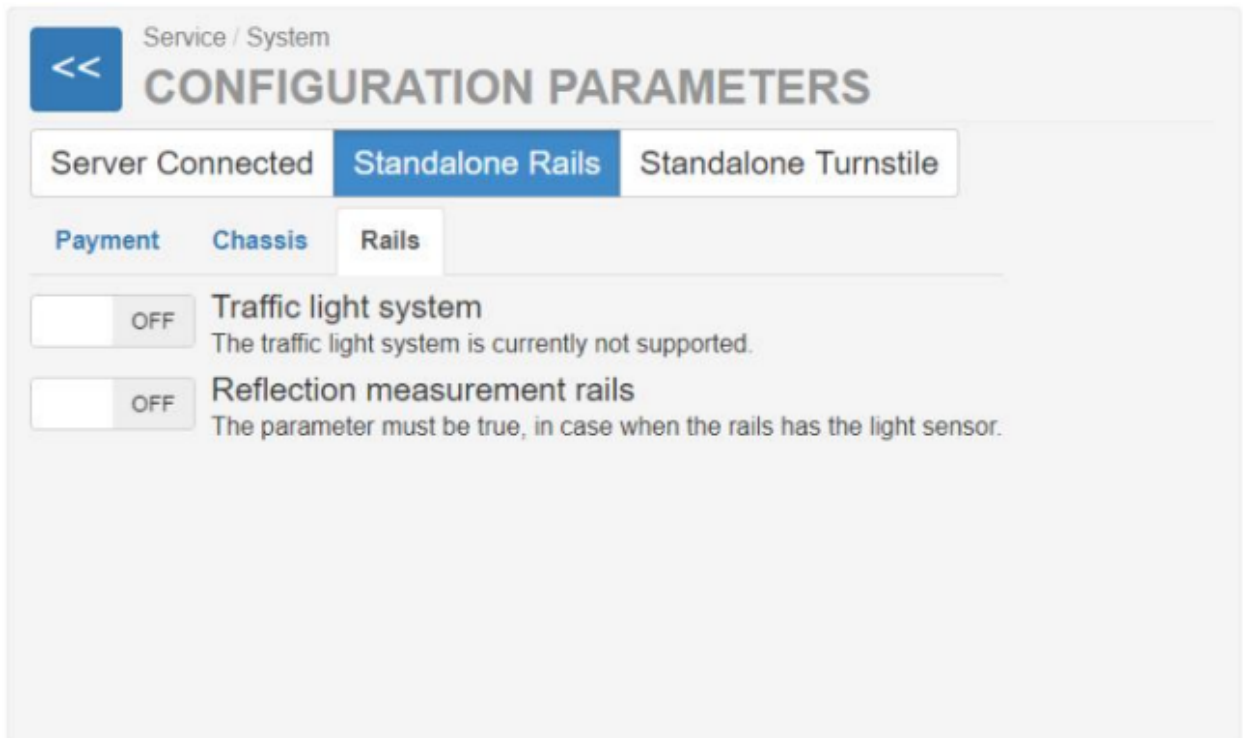 <<
Service / System
CONFIGURATION PARAMETERS
Server Connected Standalone Rails Standalone Turnstile
Payment Chassis Rails
OFF Traffic light system
The traffic light system is currently not supported.
OFF Reflection measurement rails
The parameter must be true, in case when the rails has the light sensor.